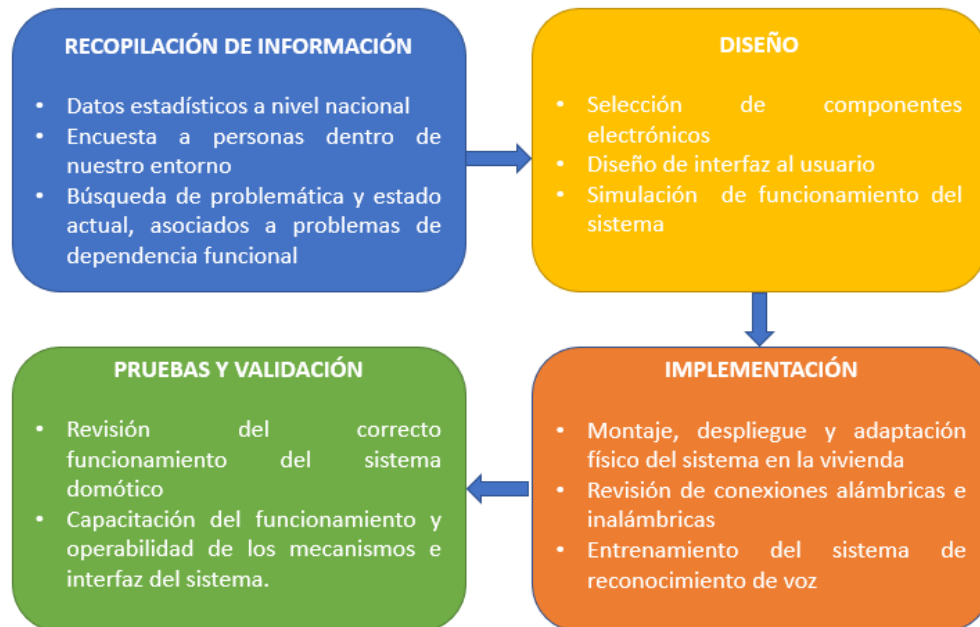 RECOPILACIÓN DE INFORMACIÓN
• Datos estadísticos a nivel nacional
• Encuesta a personas dentro de
nuestro entorno
• Búsqueda de problemática y estado
actual, asociados a problemas de
dependencia funcional
DISEÑO
• Selección de componentes
electrónicos
• Diseño de interfaz al usuario
• Simulación de funcionamiento del
sistema
IMPLEMENTACIÓN
• Montaje, despliegue y adaptación
físico del sistema en la vivienda
• Revisión de conexiones alámbricas e
inalámbricas
• Entrenamiento del sistema de
reconocimiento de voz
PRUEBAS Y VALIDACIÓN
• Revisión del correcto
funcionamiento del sistema
domótico
• Capacitación del funcionamiento y
operabilidad de los mecanismos e
interfaz del sistema.